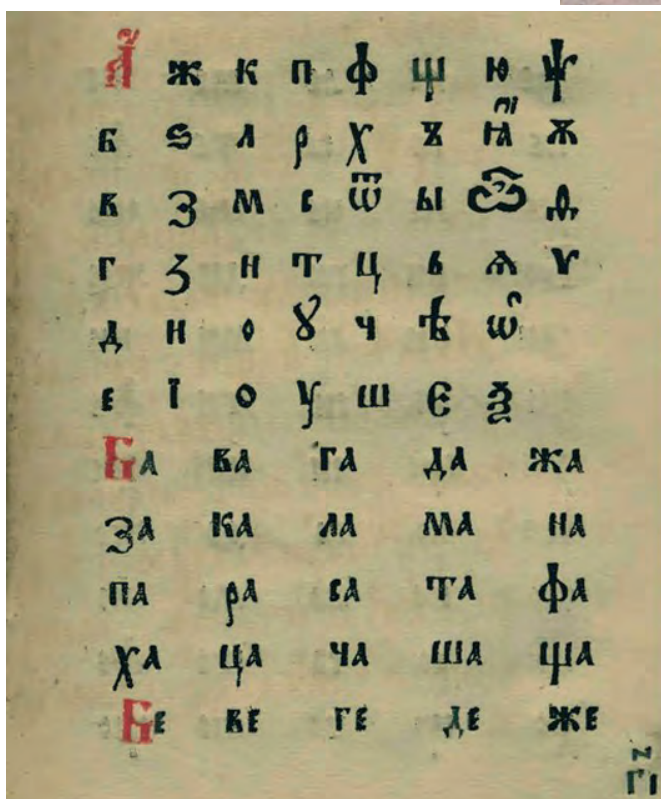 А ж к п ф щ ю ѱ
б ѕ л р х ъ ꙗ ѫ
в З м с ѿ ы Ѽ д
г З н т ц ь ѧ ѵ
д и о ꙋ ч ѣ ѡ
е ї о у ш є ѯ
Ба ва га да жа
За ка ла ма на
па ра са та фа
ха ца ча ша ща
Бе ве ге де же
гі